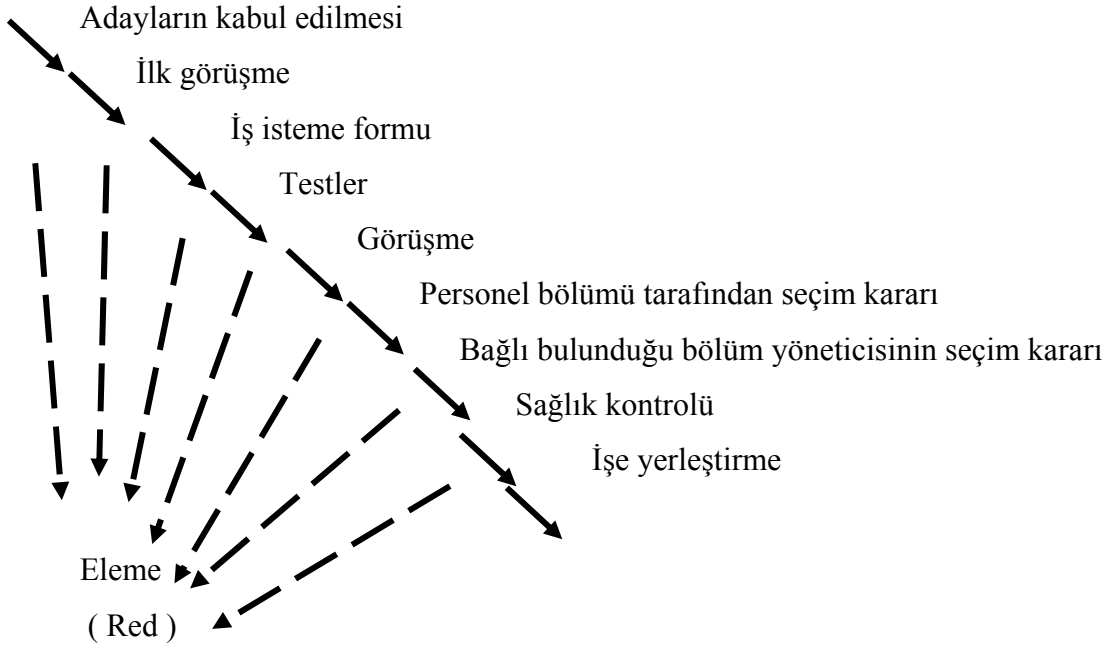 Adayların kabul edilmesi
İlk görüşme
İş isteme formu
Testler
Görüşme
Personel bölümü tarafından seçim kararı
Bağlı bulunduğu bölüm yöneticisinin seçim kararı
Sağlık kontrolü
İşe yerleştirme
Eleme
( Red )